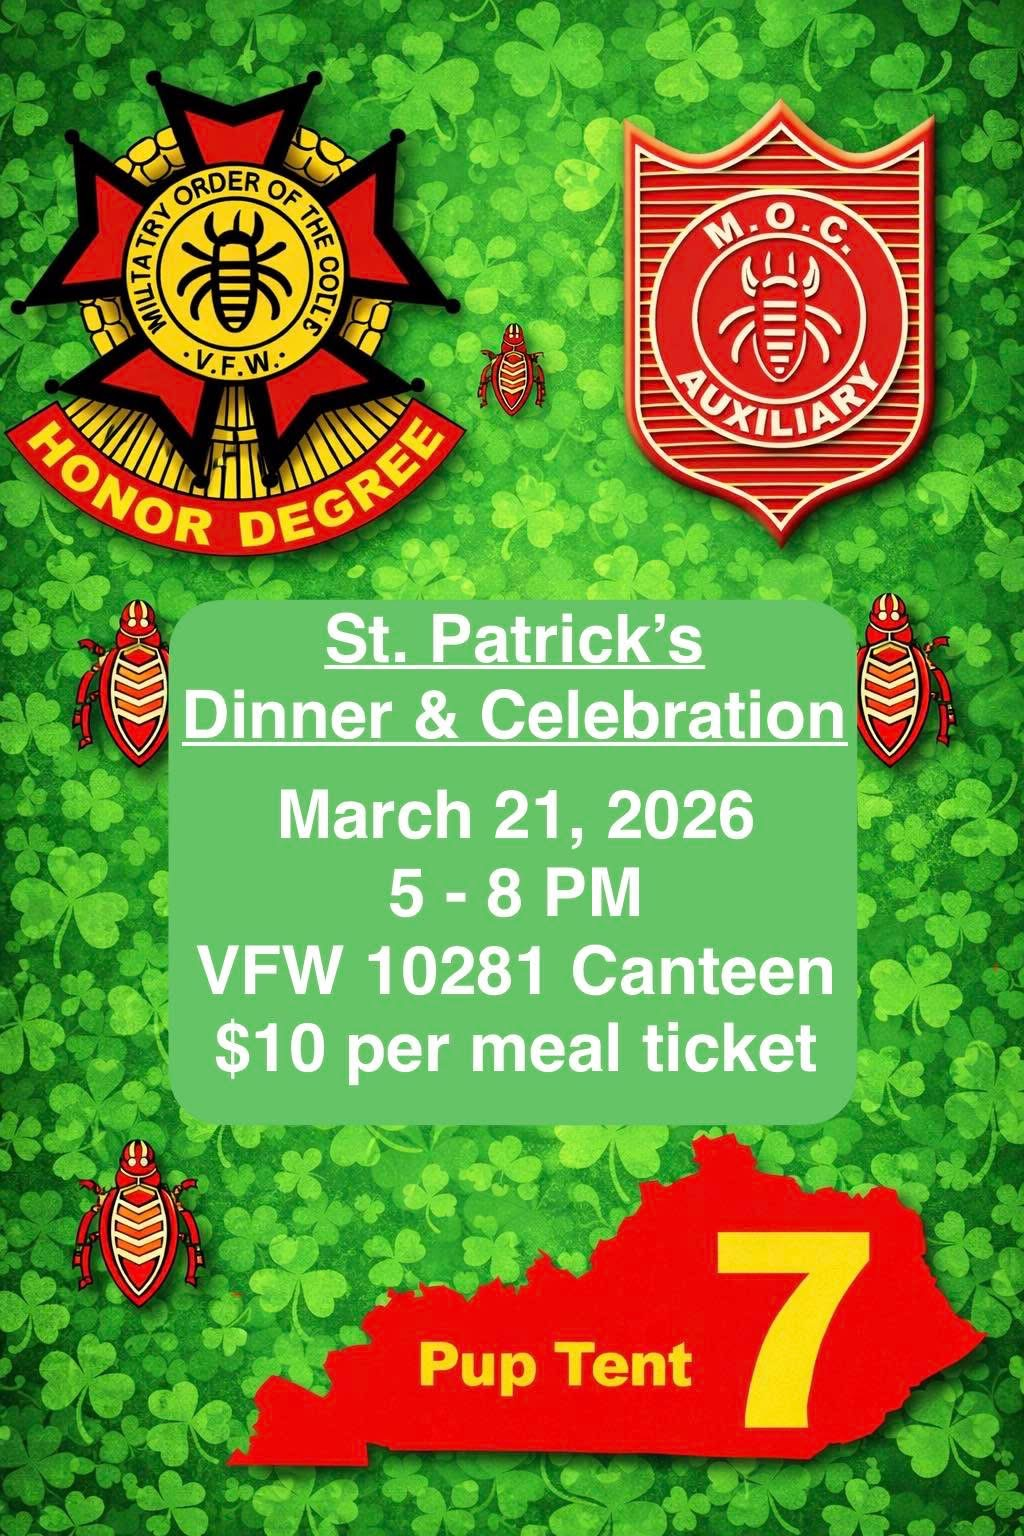 MILTATRY ORDER OF THE COTLE
· V.F.W. ·
HONOR DEGREE
M.O.C.
AUXILIARY
St. Patrick’s
Dinner & Celebration
March 21, 2026
5 - 8 PM
VFW 10281 Canteen
$10 per meal ticket
Pup Tent 7